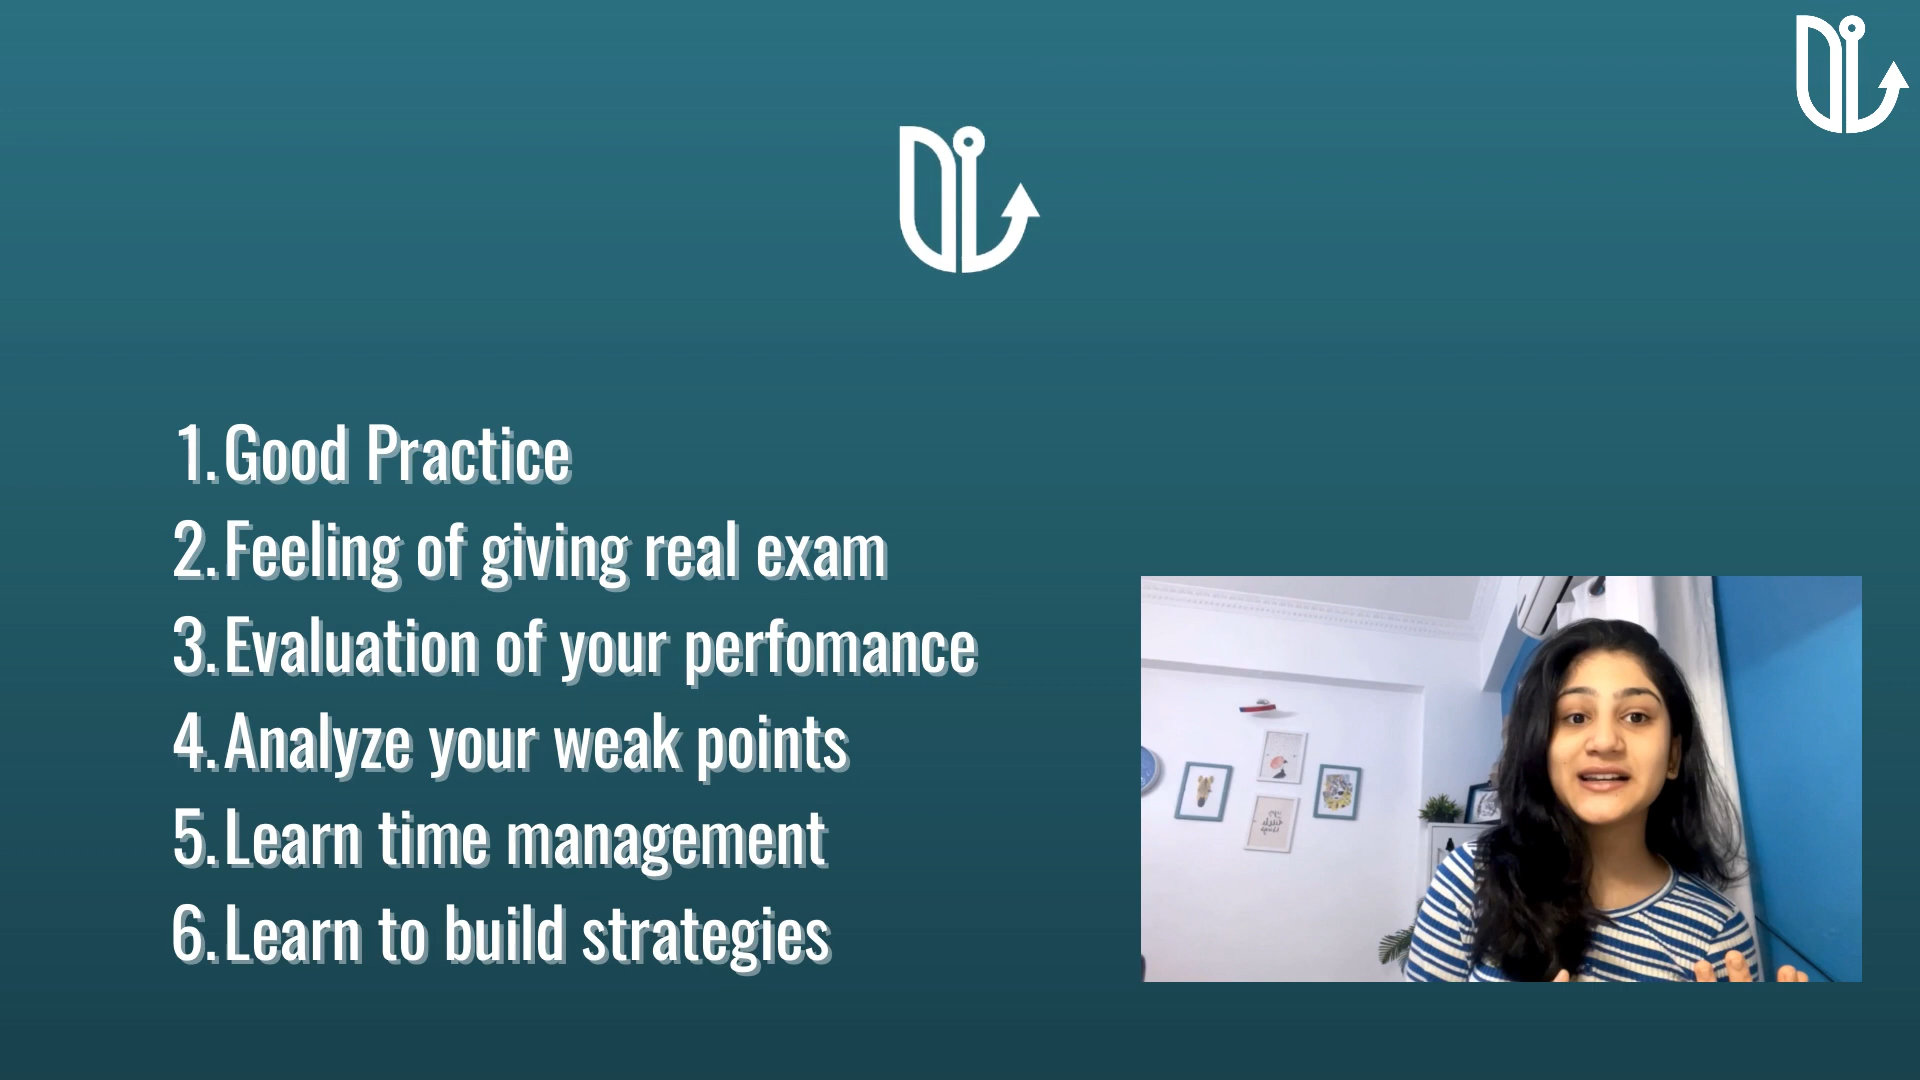 1. Good Practice
2. Feeling of giving real exam
3. Evaluation of your perfomance
4. Analyze your weak points
5. Learn time management
6. Learn to build strategies